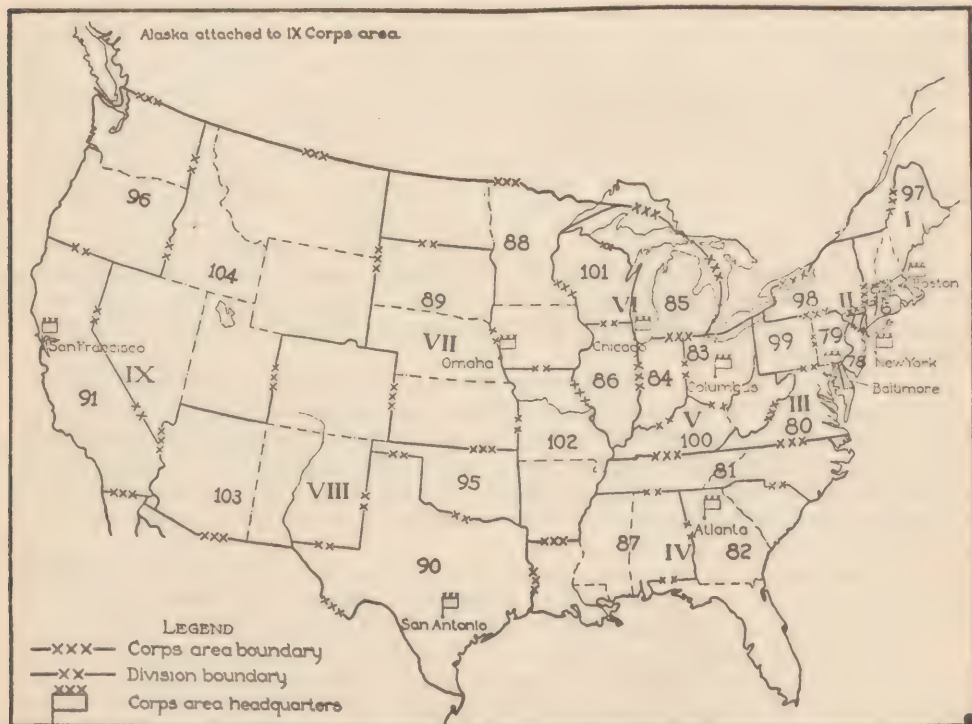 Alaska attached to IX Corps area
97
I
96
88
104
101
Boston
89
VI
85
98
II
76
VII
99
79
San Francisco
Omaha
Chicago
83
78
New York
IX
86
84
Columbus
Baltimore
91
V
III
102
100
80
95
81
103
VIII
Atlanta
90
87
IV
82
San Antonio
LEGEND
×××
Corps area boundary
××
Division boundary
×××
Corps area headquarters